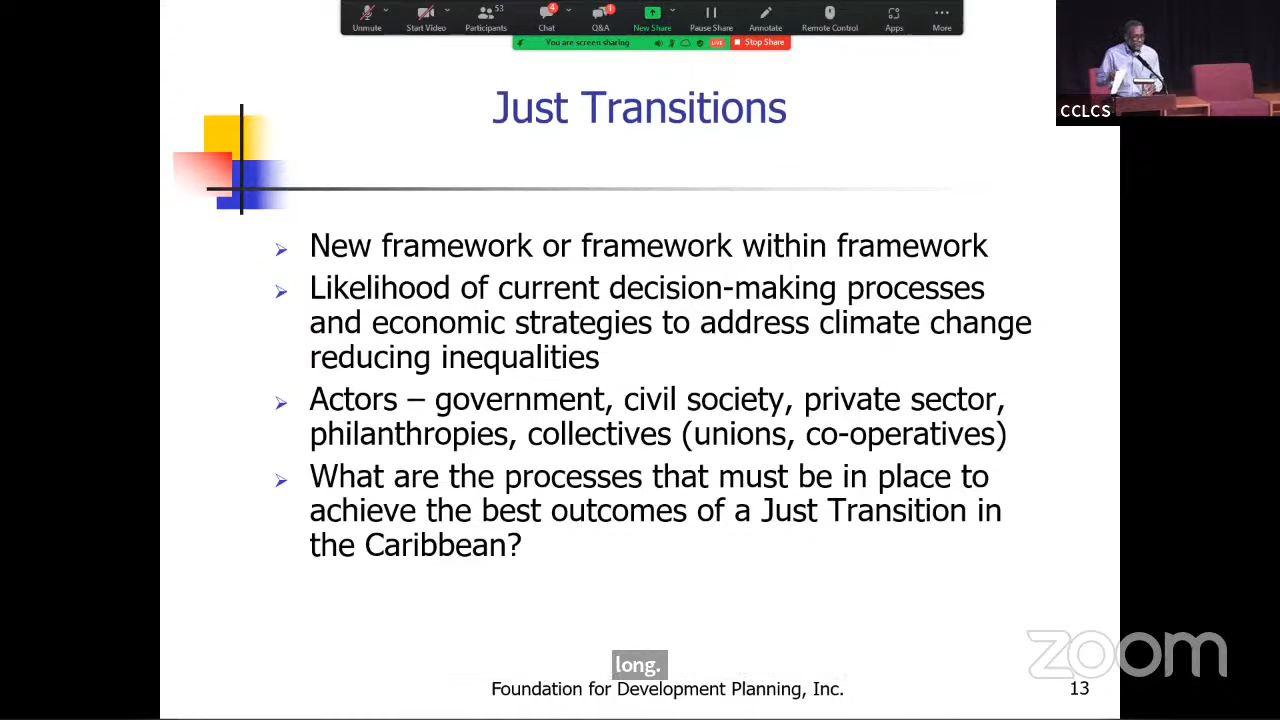 53
4
1
Unmute
Start Video
Participants
Chat
Q&A
New Share
Pause Share
Annotate
Remote Control
Apps
More
You are screen sharing
LIVE
Stop Share
CCLCS
Just Transitions
New framework or framework within framework
Likelihood of current decision-making processes
and economic strategies to address climate change
reducing inequalities
Actors – government, civil society, private sector,
philanthropies, collectives (unions, co-operatives)
What are the processes that must be in place to
achieve the best outcomes of a Just Transition in
the Caribbean?
long.
zoom
Foundation for Development Planning, Inc.
13